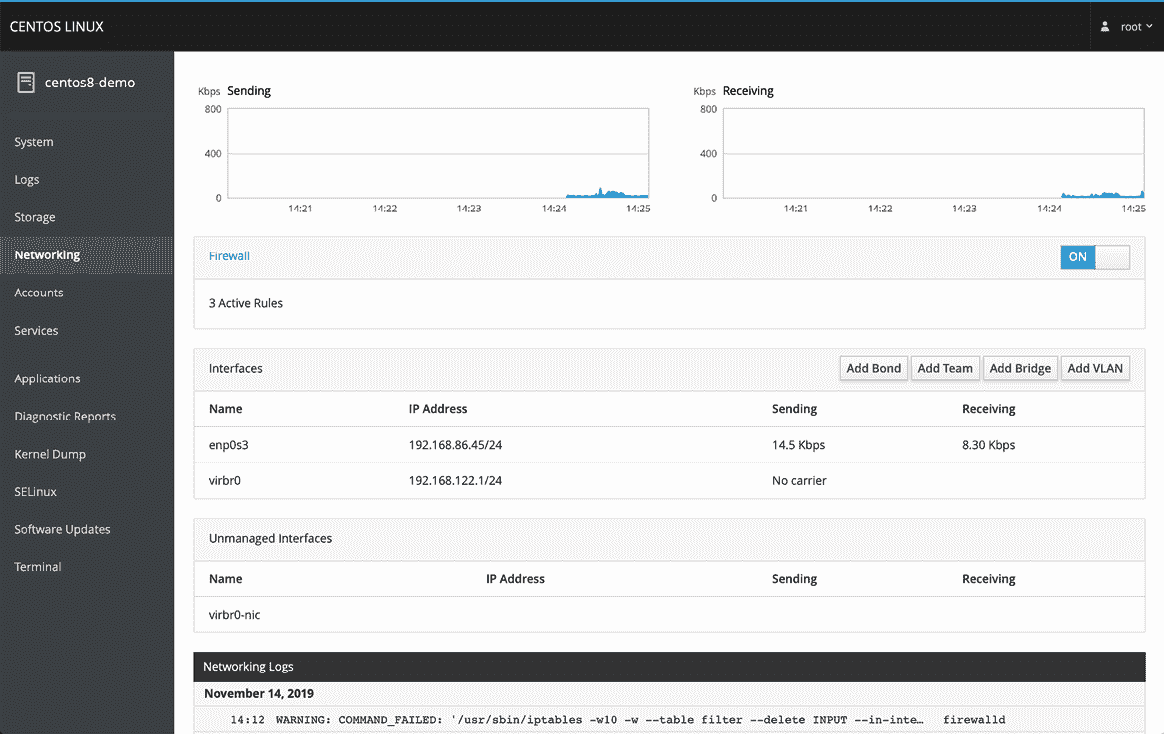 CENTOS LINUX
root
centos8-demo
System
Logs
Storage
Networking
Accounts
Services
Applications
Diagnostic Reports
Kernel Dump
SELinux
Software Updates
Terminal
Kbps Sending
800
400
0
14:21 14:22 14:23 14:24 14:25
Kbps Receiving
800
400
0
14:21 14:22 14:23 14:24 14:25
Firewall ON
3 Active Rules
Interfaces Add Bond Add Team Add Bridge Add VLAN
Name IP Address Sending Receiving
enp0s3 192.168.86.45/24 14.5 Kbps 8.30 Kbps
virbr0 192.168.122.1/24 No carrier
Unmanaged Interfaces
Name IP Address Sending Receiving
virbr0-nic
Networking Logs
November 14, 2019
14:12 WARNING: COMMAND_FAILED: '/usr/sbin/iptables -w10 -w --table filter --delete INPUT --in-inte… firewalld